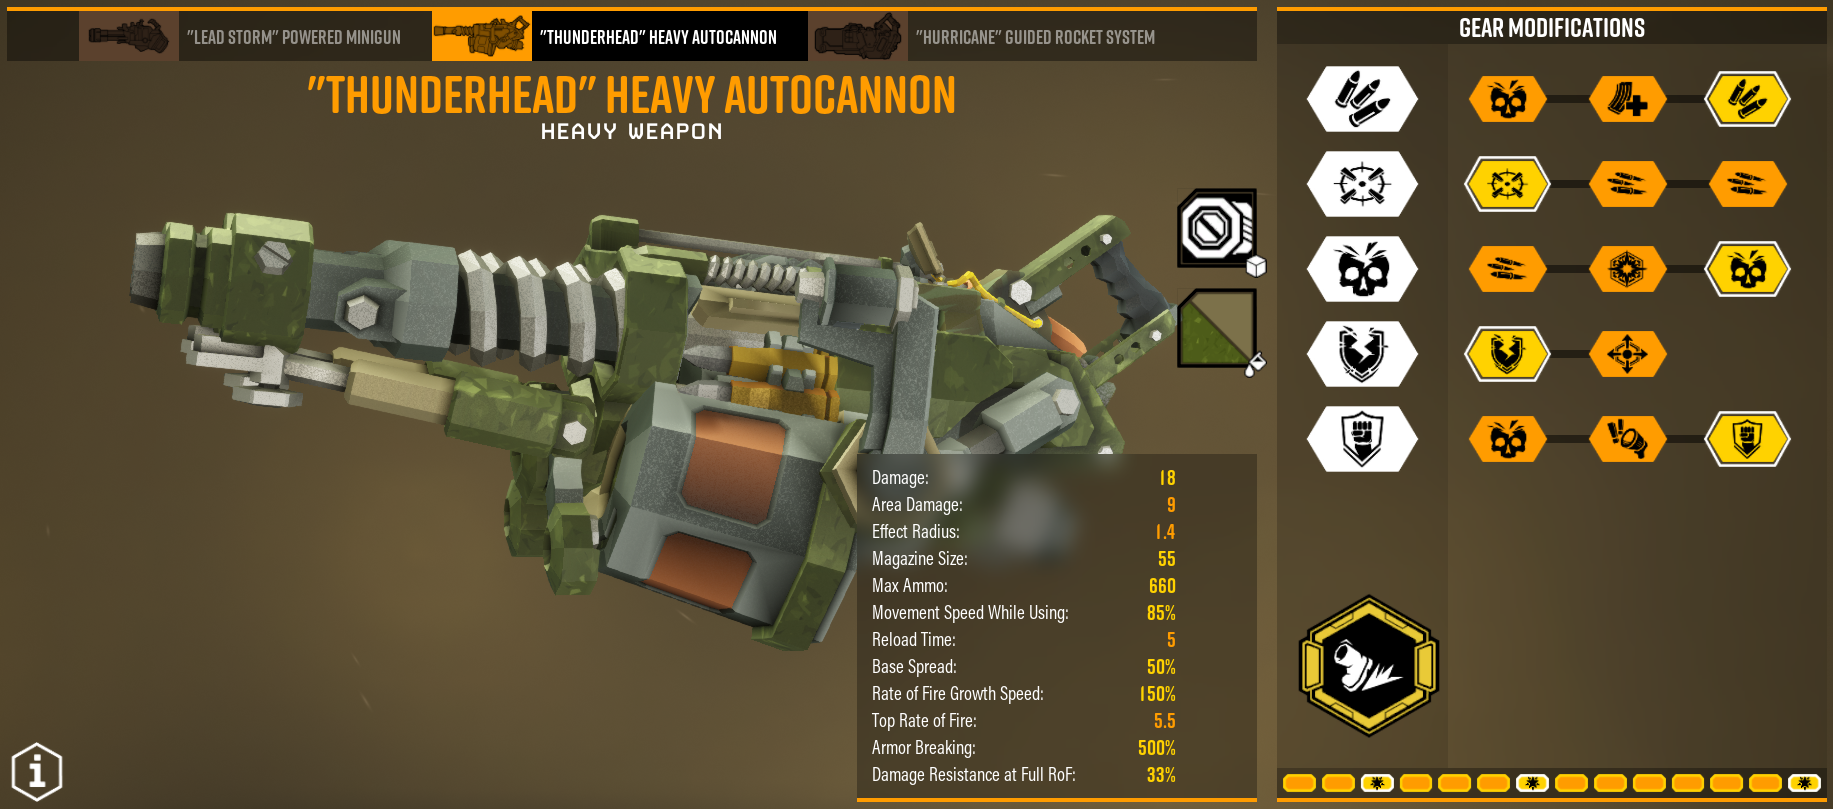 "LEAD STORM" POWERED MINIGUN
"THUNDERHEAD" HEAVY AUTOCANNON
"HURRICANE" GUIDED ROCKET SYSTEM
"THUNDERHEAD" HEAVY AUTOCANNON
HEAVY WEAPON
Damage: 18
Area Damage: 9
Effect Radius: 1.4
Magazine Size: 55
Max Ammo: 660
Movement Speed While Using: 85%
Reload Time: 5
Base Spread: 50%
Rate of Fire Growth Speed: 150%
Top Rate of Fire: 5.5
Armor Breaking: 500%
Damage Resistance at Full RoF: 33%
GEAR MODIFICATIONS